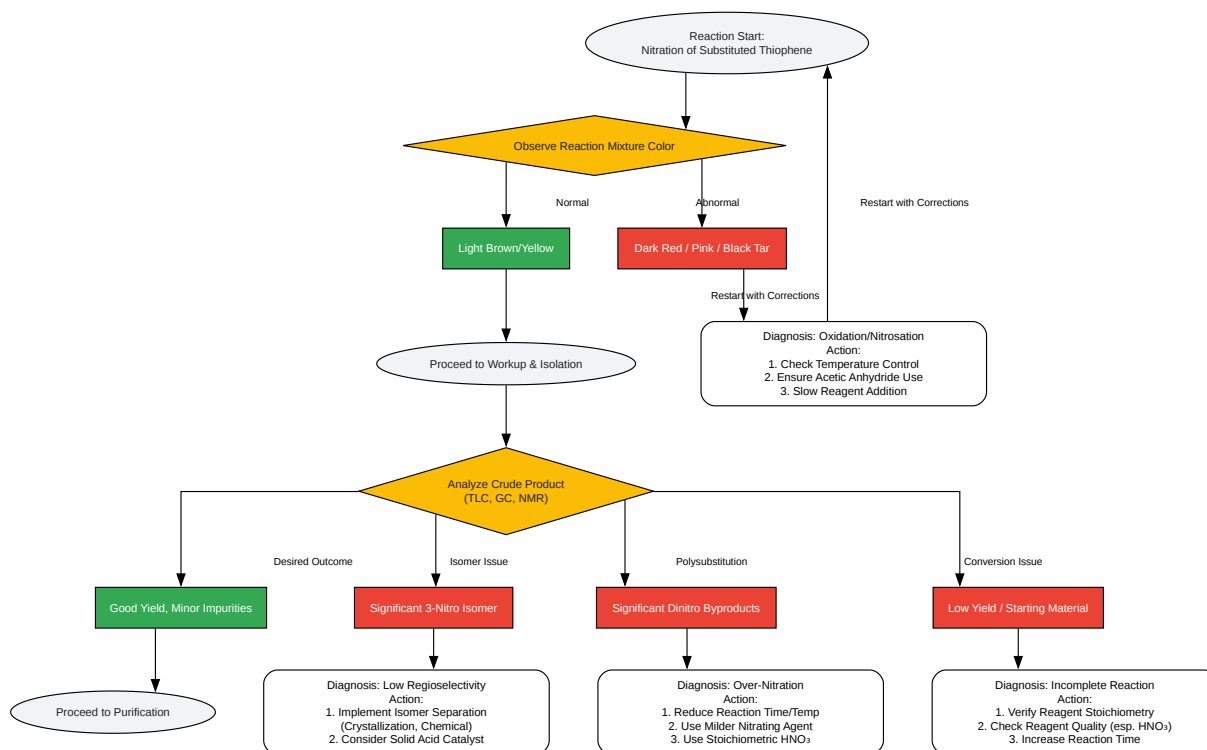 Reaction Start:
Nitration of Substituted Thiophene
Observe Reaction Mixture Color
Normal
Abnormal
Restart with Corrections
Light Brown/Yellow
Dark Red / Pink / Black Tar
Restart with Corrections
Diagnosis: Oxidation/Nitrosation
Action:
1. Check Temperature Control
2. Ensure Acetic Anhydride Use
3. Slow Reagent Addition
Proceed to Workup & Isolation
Analyze Crude Product
(TLC, GC, NMR)
Desired Outcome
Isomer Issue
Polysubstitution
Conversion Issue
Good Yield, Minor Impurities
Significant 3-Nitro Isomer
Significant Dinitro Byproducts
Low Yield / Starting Material
Proceed to Purification
Diagnosis: Low Regioselectivity
Action:
1. Implement Isomer Separation
(Crystallization, Chemical)
2. Consider Solid Acid Catalyst
Diagnosis: Over-Nitration
Action:
1. Reduce Reaction Time/Temp
2. Use Milder Nitrating Agent
3. Use Stoichiometric HNO₃
Diagnosis: Incomplete Reaction
Action:
1. Verify Reagent Stoichiometry
2. Check Reagent Quality (esp. HNO₃)
3. Increase Reaction Time